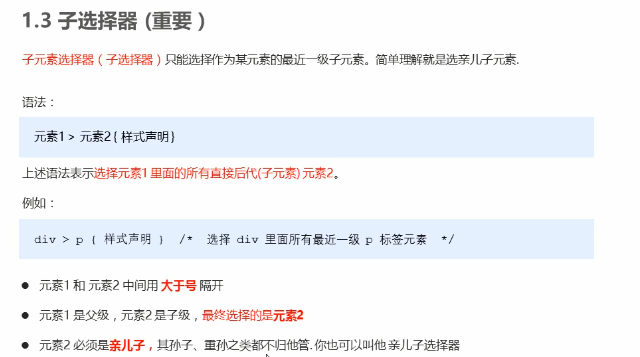 1.3 子选择器 (重要)
子元素选择器（子选择器）只能选择作为某元素的最近一级子元素。简单理解就是选亲儿子元素.
语法：
元素1 > 元素2 { 样式声明 }
上述语法表示选择元素1 里面的所有直接后代(子元素) 元素2。
例如：
div > p { 样式声明 } /* 选择 div 里面所有最近一级 p 标签元素 */
● 元素1 和 元素2 中间用 大于号 隔开
● 元素1 是父级，元素2 是子级，最终选择的是元素2
● 元素2 必须是亲儿子，其孙子、重孙之类都不归他管. 你也可以叫他 亲儿子选择器